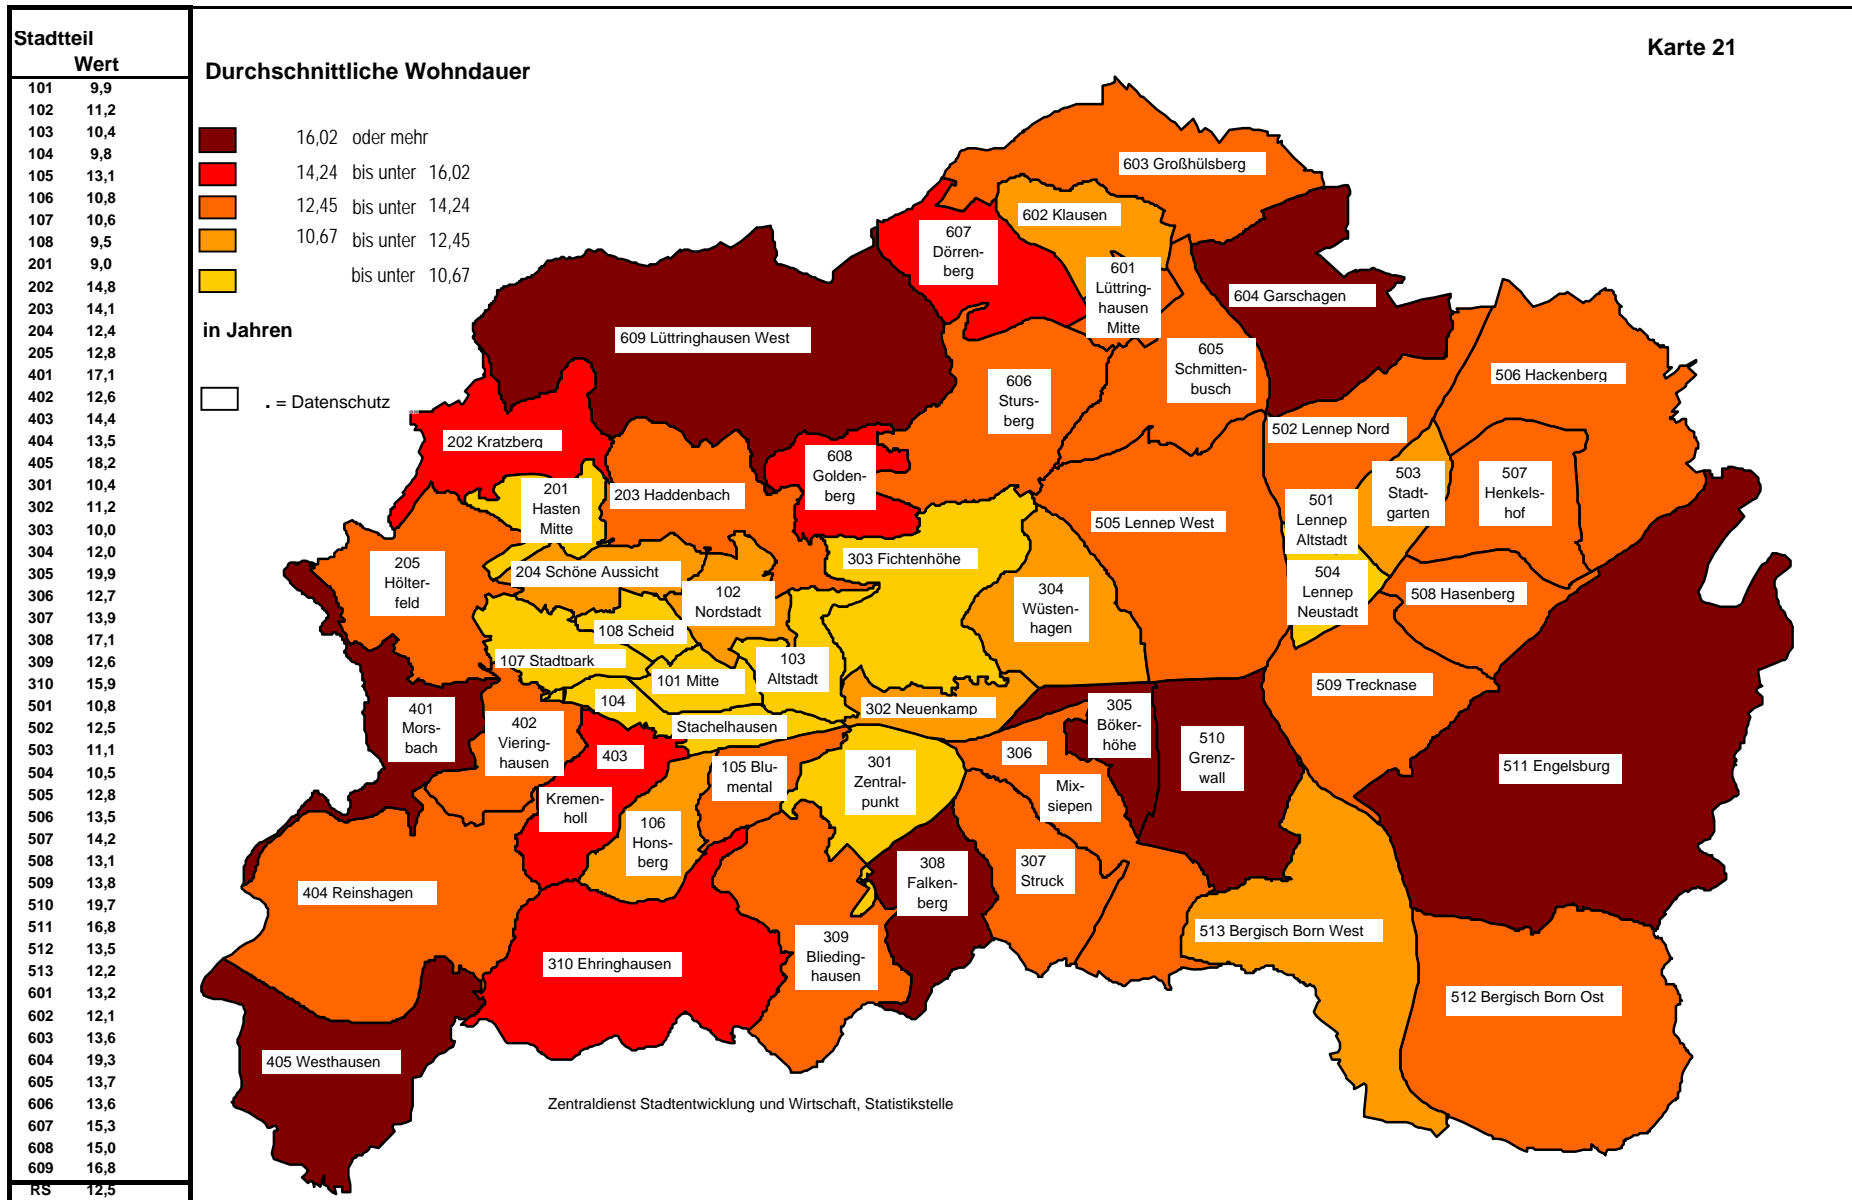 Stadtteil
Wert
101 9,9
102 11,2
103 10,4
104 9,8
105 13,1
106 10,8
107 10,6
108 9,5
201 9,0
202 14,8
203 14,1
204 12,4
205 12,8
401 17,1
402 12,6
403 14,4
404 13,5
405 18,2
301 10,4
302 11,2
303 10,0
304 12,0
305 19,9
306 12,7
307 13,9
308 17,1
309 12,6
310 15,9
501 10,8
502 12,5
503 11,1
504 10,5
505 12,8
506 13,5
507 14,2
508 13,1
509 13,8
510 19,7
511 16,8
512 13,5
513 12,2
601 13,2
602 12,1
603 13,6
604 19,3
605 13,7
606 13,6
607 15,3
608 15,0
609 16,8
RS 12,5
Karte 21
Durchschnittliche Wohndauer
16,02 oder mehr
14,24 bis unter 16,02
12,45 bis unter 14,24
10,67 bis unter 12,45
bis unter 10,67
in Jahren
. = Datenschutz
603 Großhülsberg
602 Klausen
607
Dörren-
berg
601
Lüttring-
hausen
Mitte
604 Garschagen
609 Lüttringhausen West
605
Schmitten-
busch
506 Hackenberg
606
Sturs-
berg
202 Kratzberg
502 Lennep Nord
608
Golden-
berg
503
Stadt-
garten
507
Henkels-
hof
201
Hasten
Mitte
203 Haddenbach
501
Lennep
Altstadt
505 Lennep West
205
Hölter-
feld
303 Fichtenhöhe
204 Schöne Aussicht
504
Lennep
Neustadt
508 Hasenberg
102
Nordstadt
304
Wüsten-
hagen
108 Scheid
107 Stadtpark
103
Altstadt
101 Mitte
509 Trecknase
104
Stachelhausen
302 Neuenkamp
401
Mors-
bach
402
Viering-
hausen
305
Böker-
höhe
403
Kremen-
holl
105 Blu-
mental
301
Zentral-
punkt
306
Mix-
siepen
510
Grenz-
wall
511 Engelsburg
106
Hons-
berg
308
Falken-
berg
307
Struck
404 Reinshagen
309
Blieding-
hausen
513 Bergisch Born West
310 Ehringhausen
512 Bergisch Born Ost
405 Westhausen
Zentraldienst Stadtentwicklung und Wirtschaft, Statistikstelle